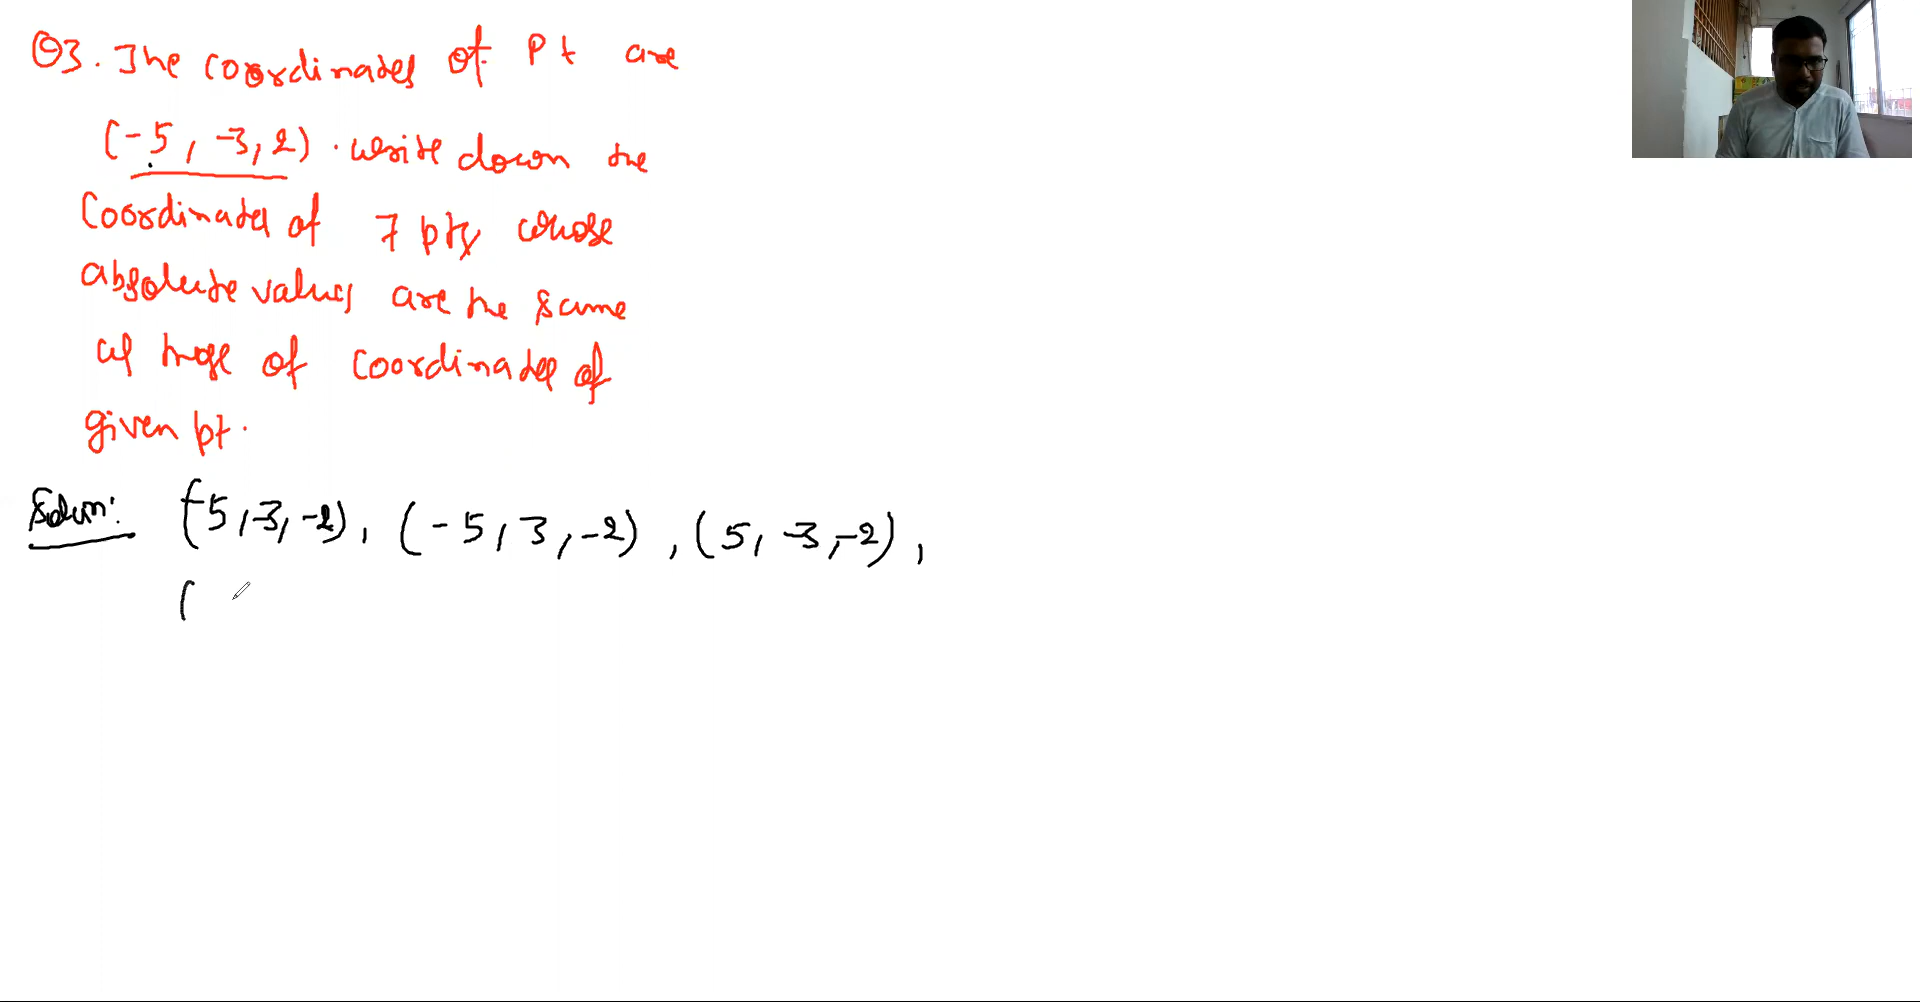 Q3. The coordinates of Pt are
(-5, -3, 2). write down the
Coordinates of 7 pts whose
absolute values are the same
as those of coordinates of
given pt.
Soln: (-5, -3, -2), (-5, 3, -2), (5, -3, -2),
(